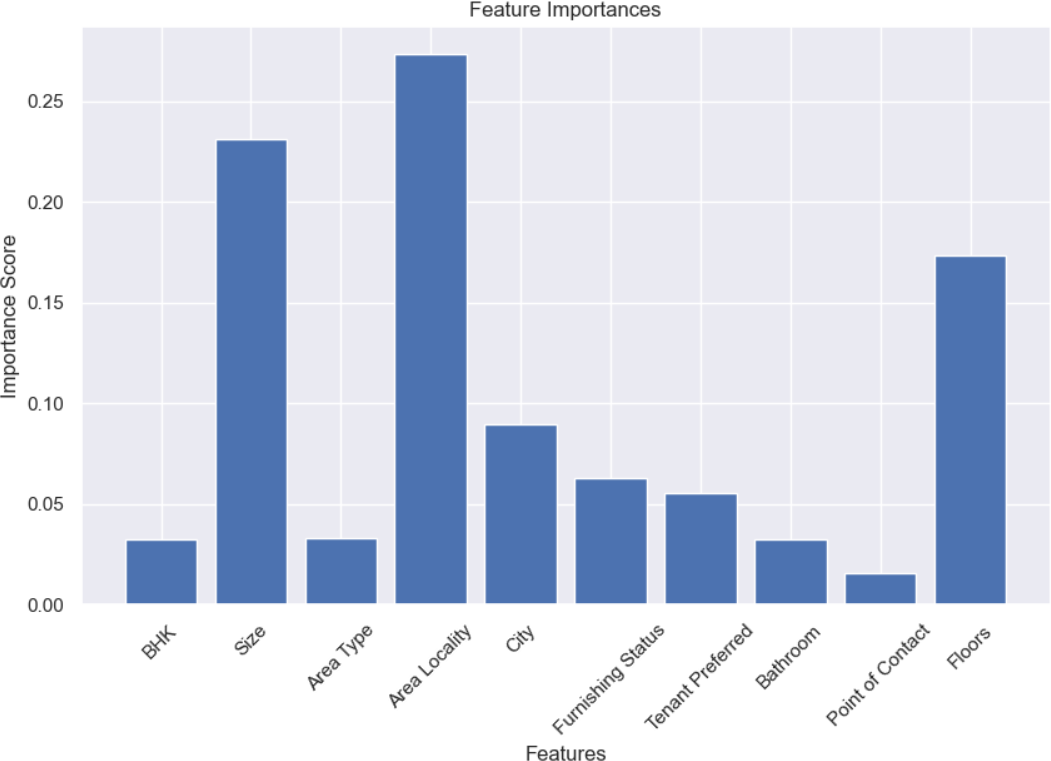 Feature Importances
Importance Score
0.25
0.20
0.15
0.10
0.05
0.00
BHK
Size
Area Type
Area Locality
City
Furnishing Status
Tenant Preferred
Bathroom
Point of Contact
Floors
Features